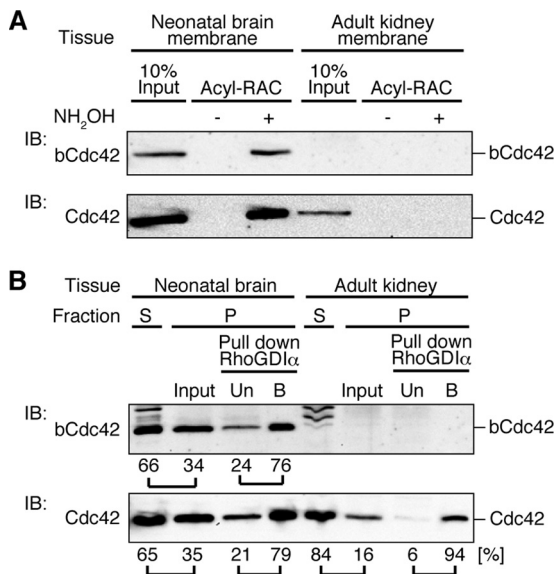 A
Tissue
Neonatal brain membrane
Adult kidney membrane
10% Input
Acyl-RAC
10% Input
Acyl-RAC
NH2OH
- + - +
IB: bCdc42
bCdc42
IB: Cdc42
Cdc42
B
Tissue Neonatal brain Adult kidney
Fraction S P S P
Pull down RhoGDIα
Pull down RhoGDIα
Input Un B Input Un B
IB: bCdc42
bCdc42
66 34 24 76
IB: Cdc42
Cdc42
65 35 21 79 84 16 6 94 [%]